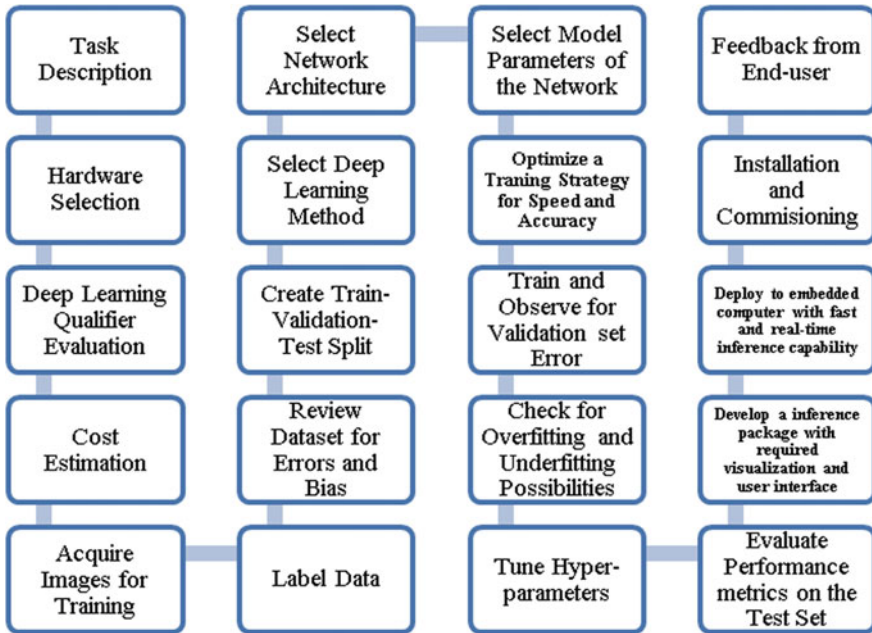 Task
Description
Hardware
Selection
Deep Learning
Qualifier
Evaluation
Cost
Estimation
Acquire
Images for
Training
Label Data
Review
Dataset for
Errors and
Bias
Create Train-
Validation-
Test Split
Select Deep
Learning
Method
Select
Network
Architecture
Select Model
Parameters of
the Network
Optimize a
Traning Strategy
for Speed and
Accuracy
Train and
Observe for
Validation set
Error
Check for
Overfitting and
Underfitting
Possibilities
Tune Hyper-
parameters
Evaluate
Performance
metrics on the
Test Set
Develop a inference
package with
required
visualization and
user interface
Deploy to embedded
computer with fast
and real-time
inference capability
Installation
and
Commisioning
Feedback from
End-user